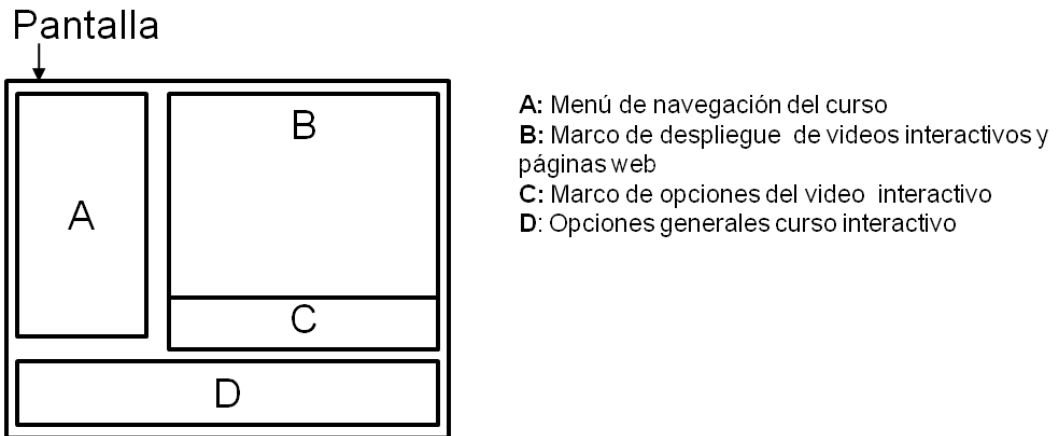 Pantalla
A
B
C
D
A: Menú de navegación del curso
B: Marco de despliegue de videos interactivos y
páginas web
C: Marco de opciones del video interactivo
D: Opciones generales curso interactivo